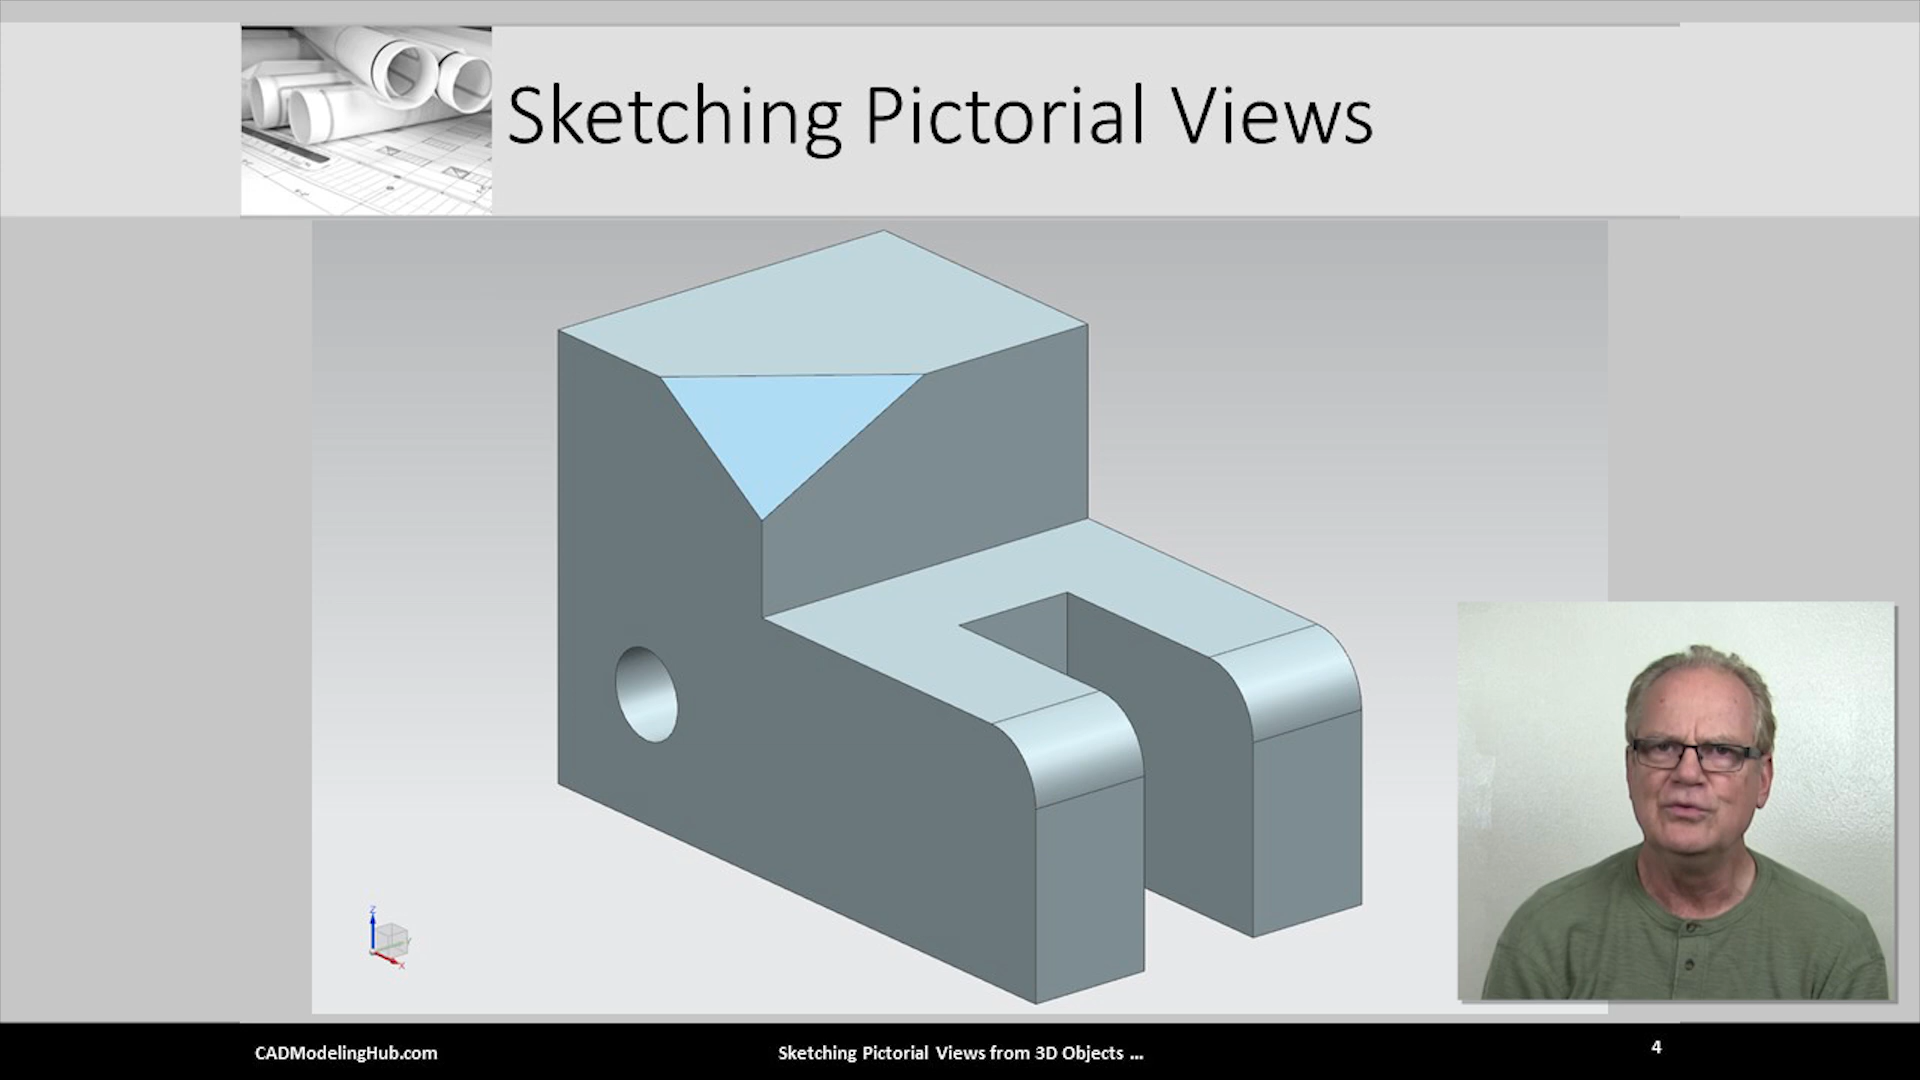 Sketching Pictorial Views
Z
Y
X
CADModelingHub.com
Sketching Pictorial Views from 3D Objects ...
4